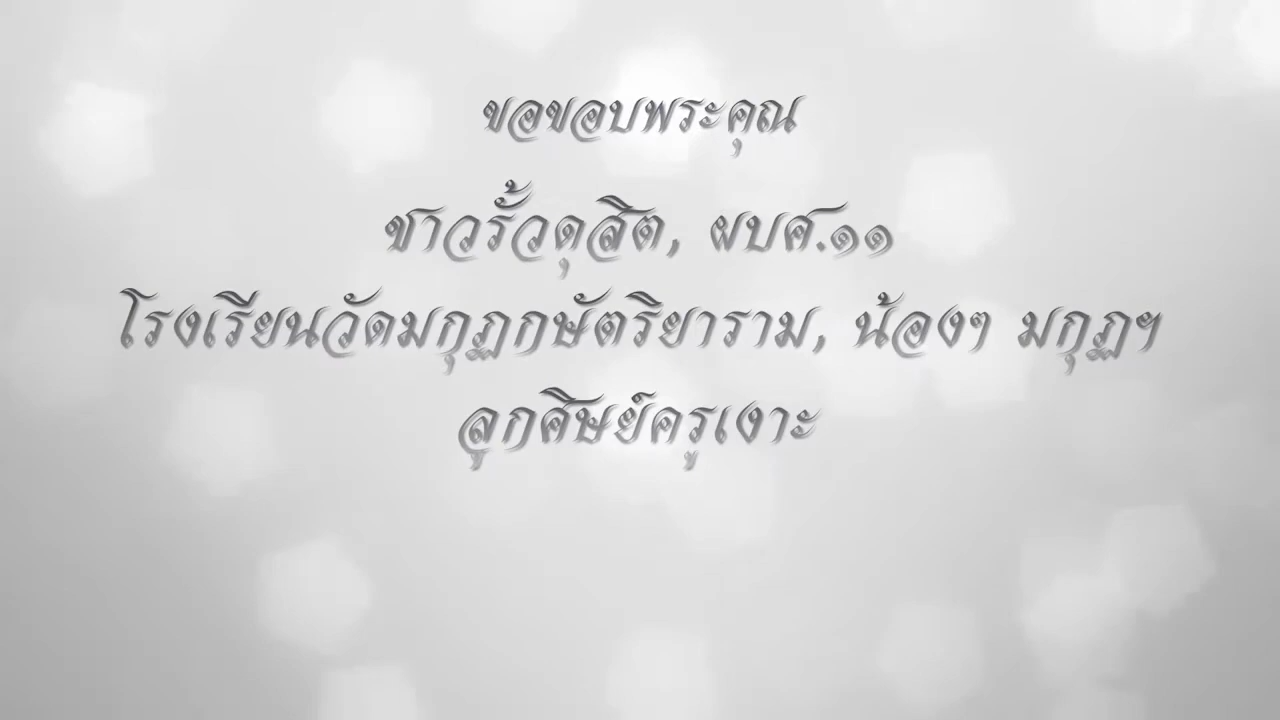 ขอขอบพระคุณ
ชาวรั้วดุสิต, ผบศ.๑๑
โรงเรียนวัดมกุฏกษัตริยาราม, น้องๆ มกุฏฯ
ลูกศิษย์ครูเงาะ